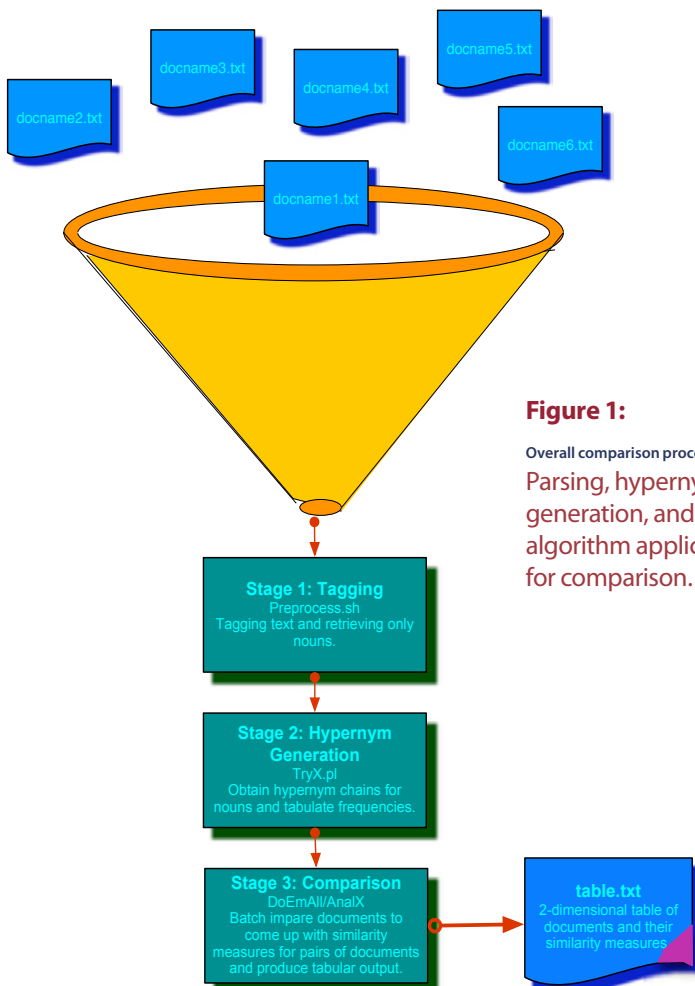 docname5.txt
docname3.txt
docname4.txt
docname2.txt
docname6.txt
docname1.txt
Figure 1:
Overall comparison
Parsing,
generation, and
algorithm
for comparison.
Stage 1: Tagging
Preprocess.sh
Tagging text and retrieving only
nouns.
Stage 2: Hypernym
Generation
TryX.pl
Obtain hypernym chains for
nouns and tabulate frequencies.
Stage 3: Comparison
DoEmAll/AnalX
Batch impare documents to
come up with similarity
measures for pairs of documents
and produce tabular output.
table.txt
2-dimensional table of
documents and their
similarity measures